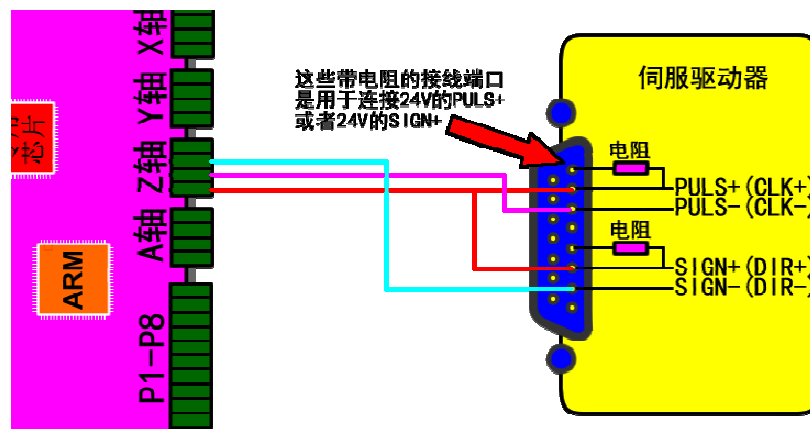 X轴
Y轴
Z轴
A轴
P1-P8
芯片
ARM
这些带电阻的接线端口
是用于连接24V的PULS+
或者24V的SIGN+
伺服驱动器
电阻
PULS+(CLK+)
PULS-(CLK-)
电阻
SIGN+(DIR+)
SIGN-(DIR-)